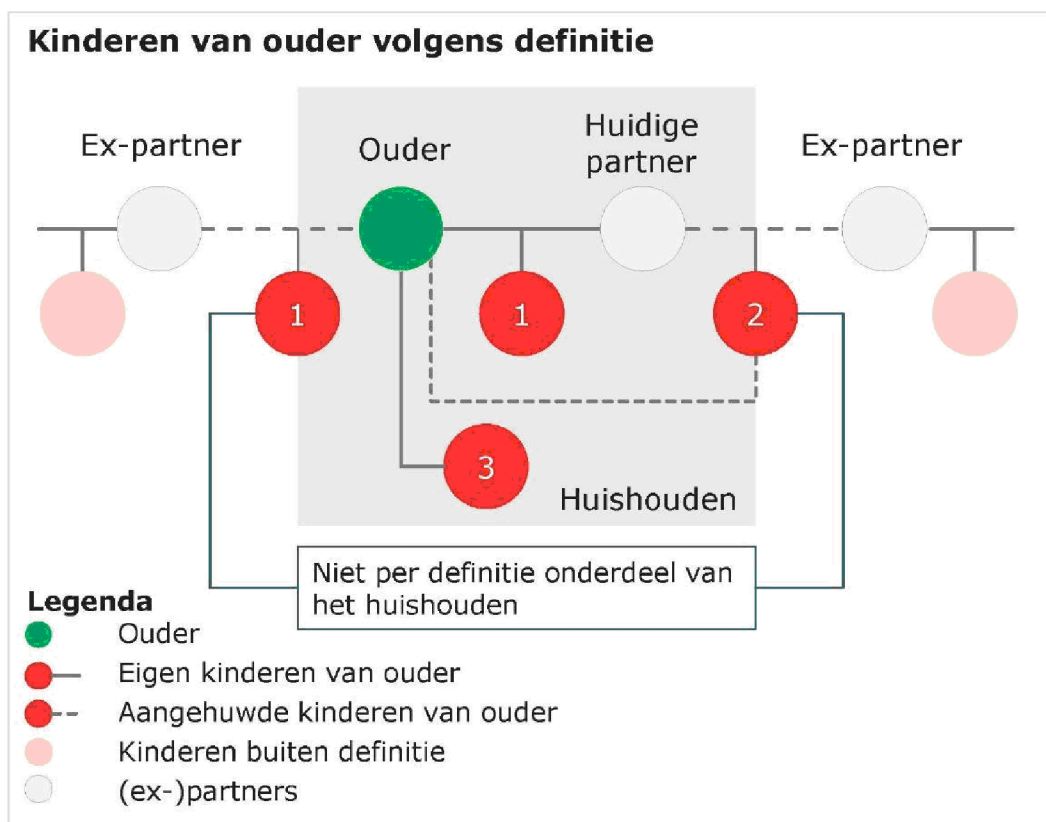 Kinderen van ouder volgens definitie
Ex-partner
Ouder
Huidige
partner
Ex-partner
1
1
2
3
Huishouden
Niet per definitie onderdeel van
het huishouden
Legenda
Ouder
Eigen kinderen van ouder
Aangehuwde kinderen van ouder
Kinderen buiten definitie
(ex-)partners